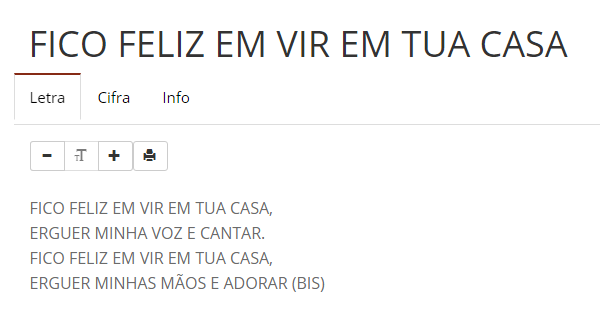 FICO FELIZ EM VIR EM TUA CASA
Letra Cifra Info
FICO FELIZ EM VIR EM TUA CASA,
ERGUER MINHA VOZ E CANTAR.
FICO FELIZ EM VIR EM TUA CASA,
ERGUER MINHAS MÃOS E ADORAR (BIS)